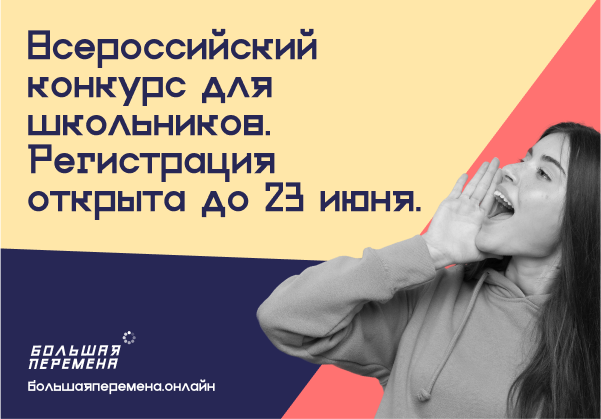 Всероссийский
конкурс для
школьников.
Регистрация
открыта до 23 июня.
БОЛЬШАЯ
ПЕРЕМЕНА
большаяперемена.онлайн